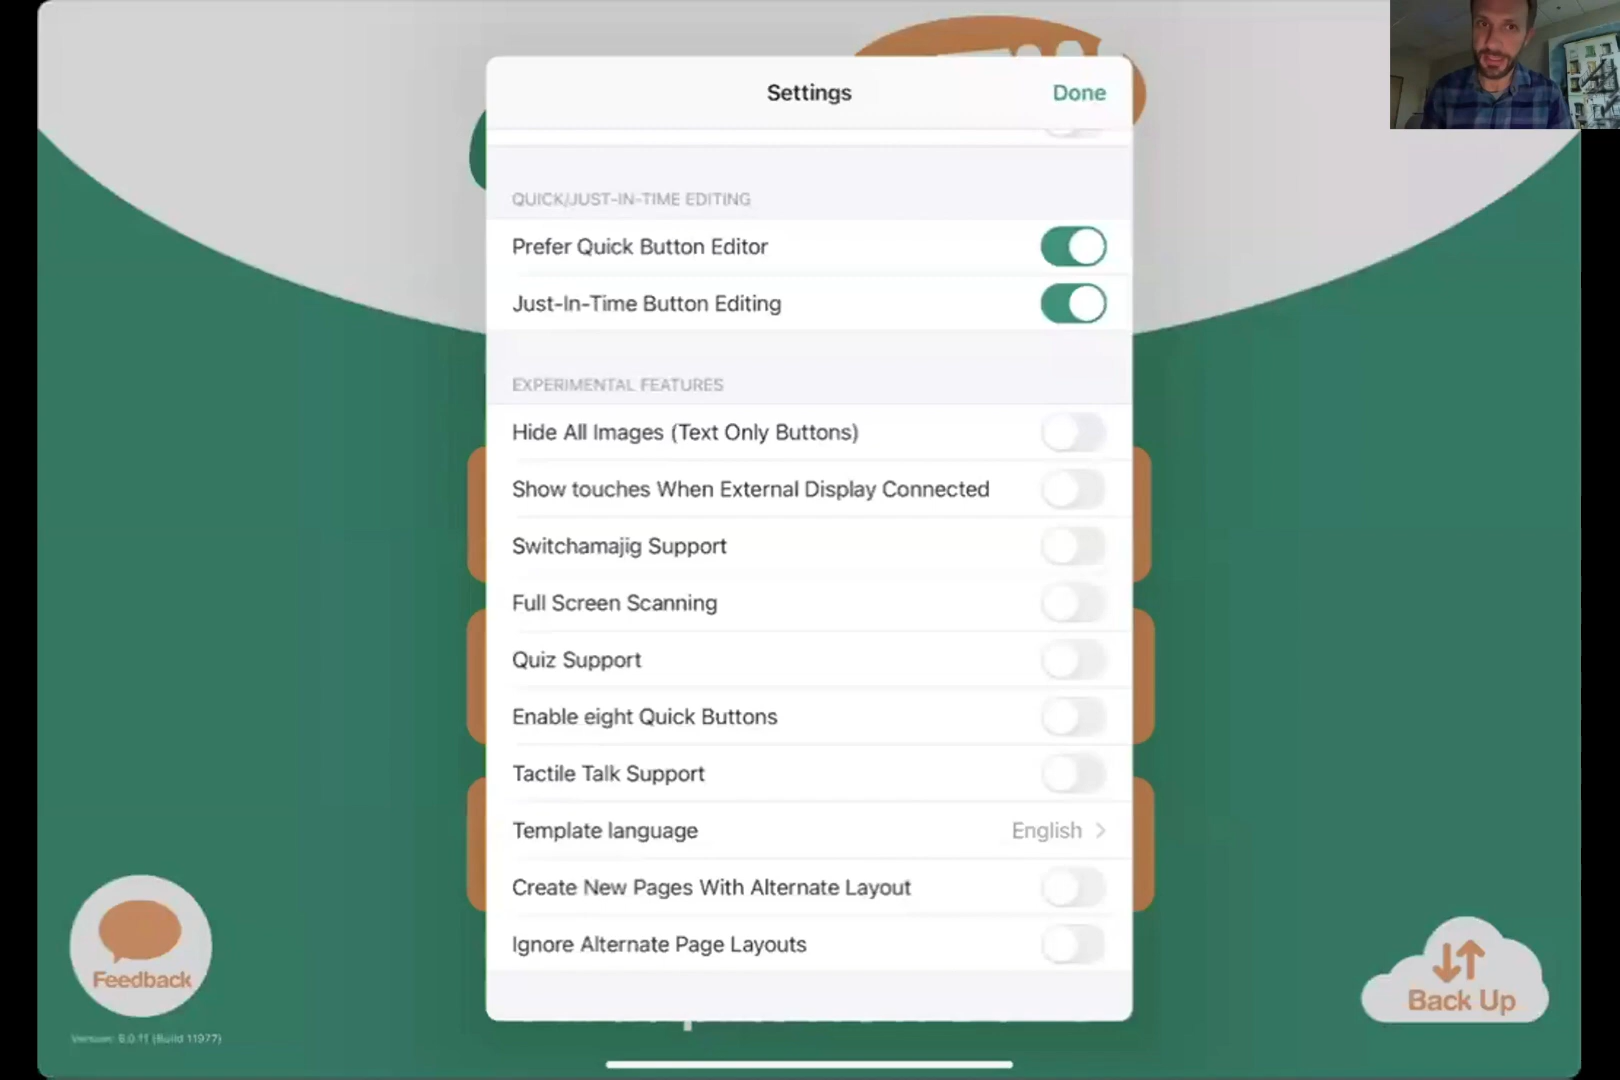 Settings
Done
QUICK/JUST-IN-TIME EDITING
Prefer Quick Button Editor
Just-In-Time Button Editing
EXPERIMENTAL FEATURES
Hide All Images (Text Only Buttons)
Show touches When External Display Connected
Switchamajig Support
Full Screen Scanning
Quiz Support
Enable eight Quick Buttons
Tactile Talk Support
Template language
English
Create New Pages With Alternate Layout
Ignore Alternate Page Layouts
Feedback
Back Up
(Build 11977)